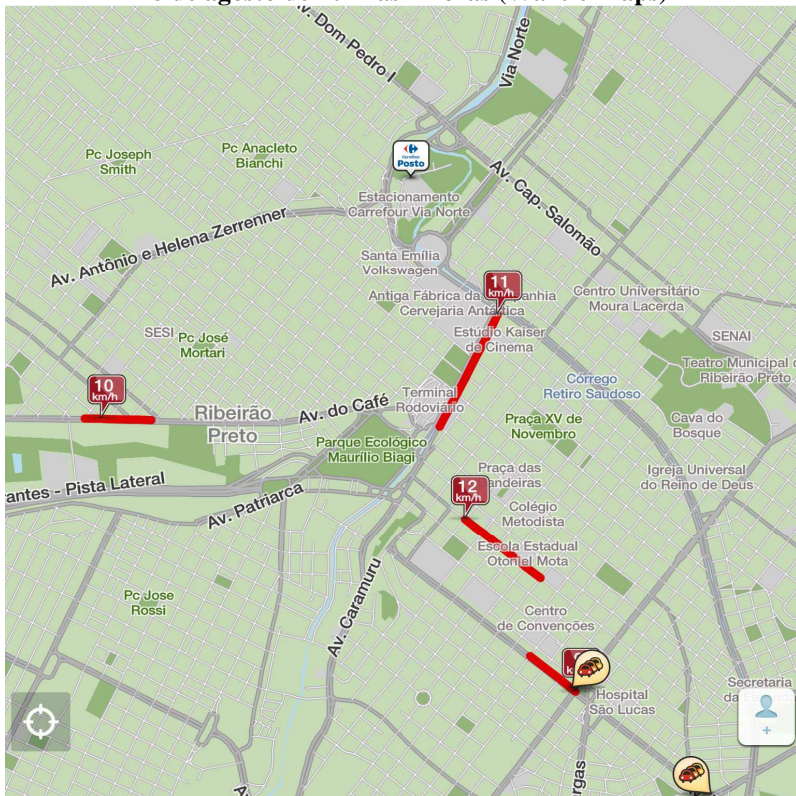 de agosto de
Av. Dom Pedro I
Via Norte
Pc Joseph
Smith
Pc Anacleto
Bianchi
Carrefour
Posto
Av. Cap. Salomão
Estacionamento
Carrefour Via Norte
Av. Antônio e Helena Zerrenner
Santa Emília
Volkswagen
11
km/h
Antiga Fábrica da
Cervejaria Antártica
Centro Universitário
Moura Lacerda
SESI
Pc José
Mortari
Estúdio Kaiser
de Cinema
SENAI
Teatro Municipal
Ribeirão Preto
10
km/h
Córrego
Retiro Saudoso
Terminal
Rodoviário
Ribeirão
Preto
Av. do Café
Praça XV de
Novembro
Cava do
Bosque
Parque Ecológico
Maurílio Biagi
Praça das
12
km/h
Igreja Universal
do Reino de Deus
- Pista Lateral
Av. Patriarca
Colégio
Metodista
Escola Estadual
Otoniel Mota
Pc Jose
Rossi
Av. Caramuru
Centro
de Convenções
Hospital
São Lucas
Secretaria
+